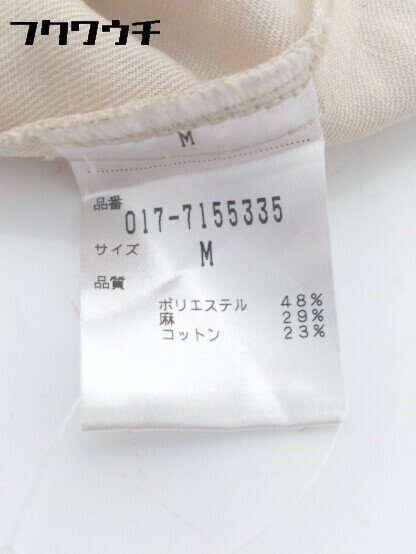 フクワウチ
M
品番
017-7155335
サイズ M
品質
ポリエステル 48%
麻 29%
コットン 23%